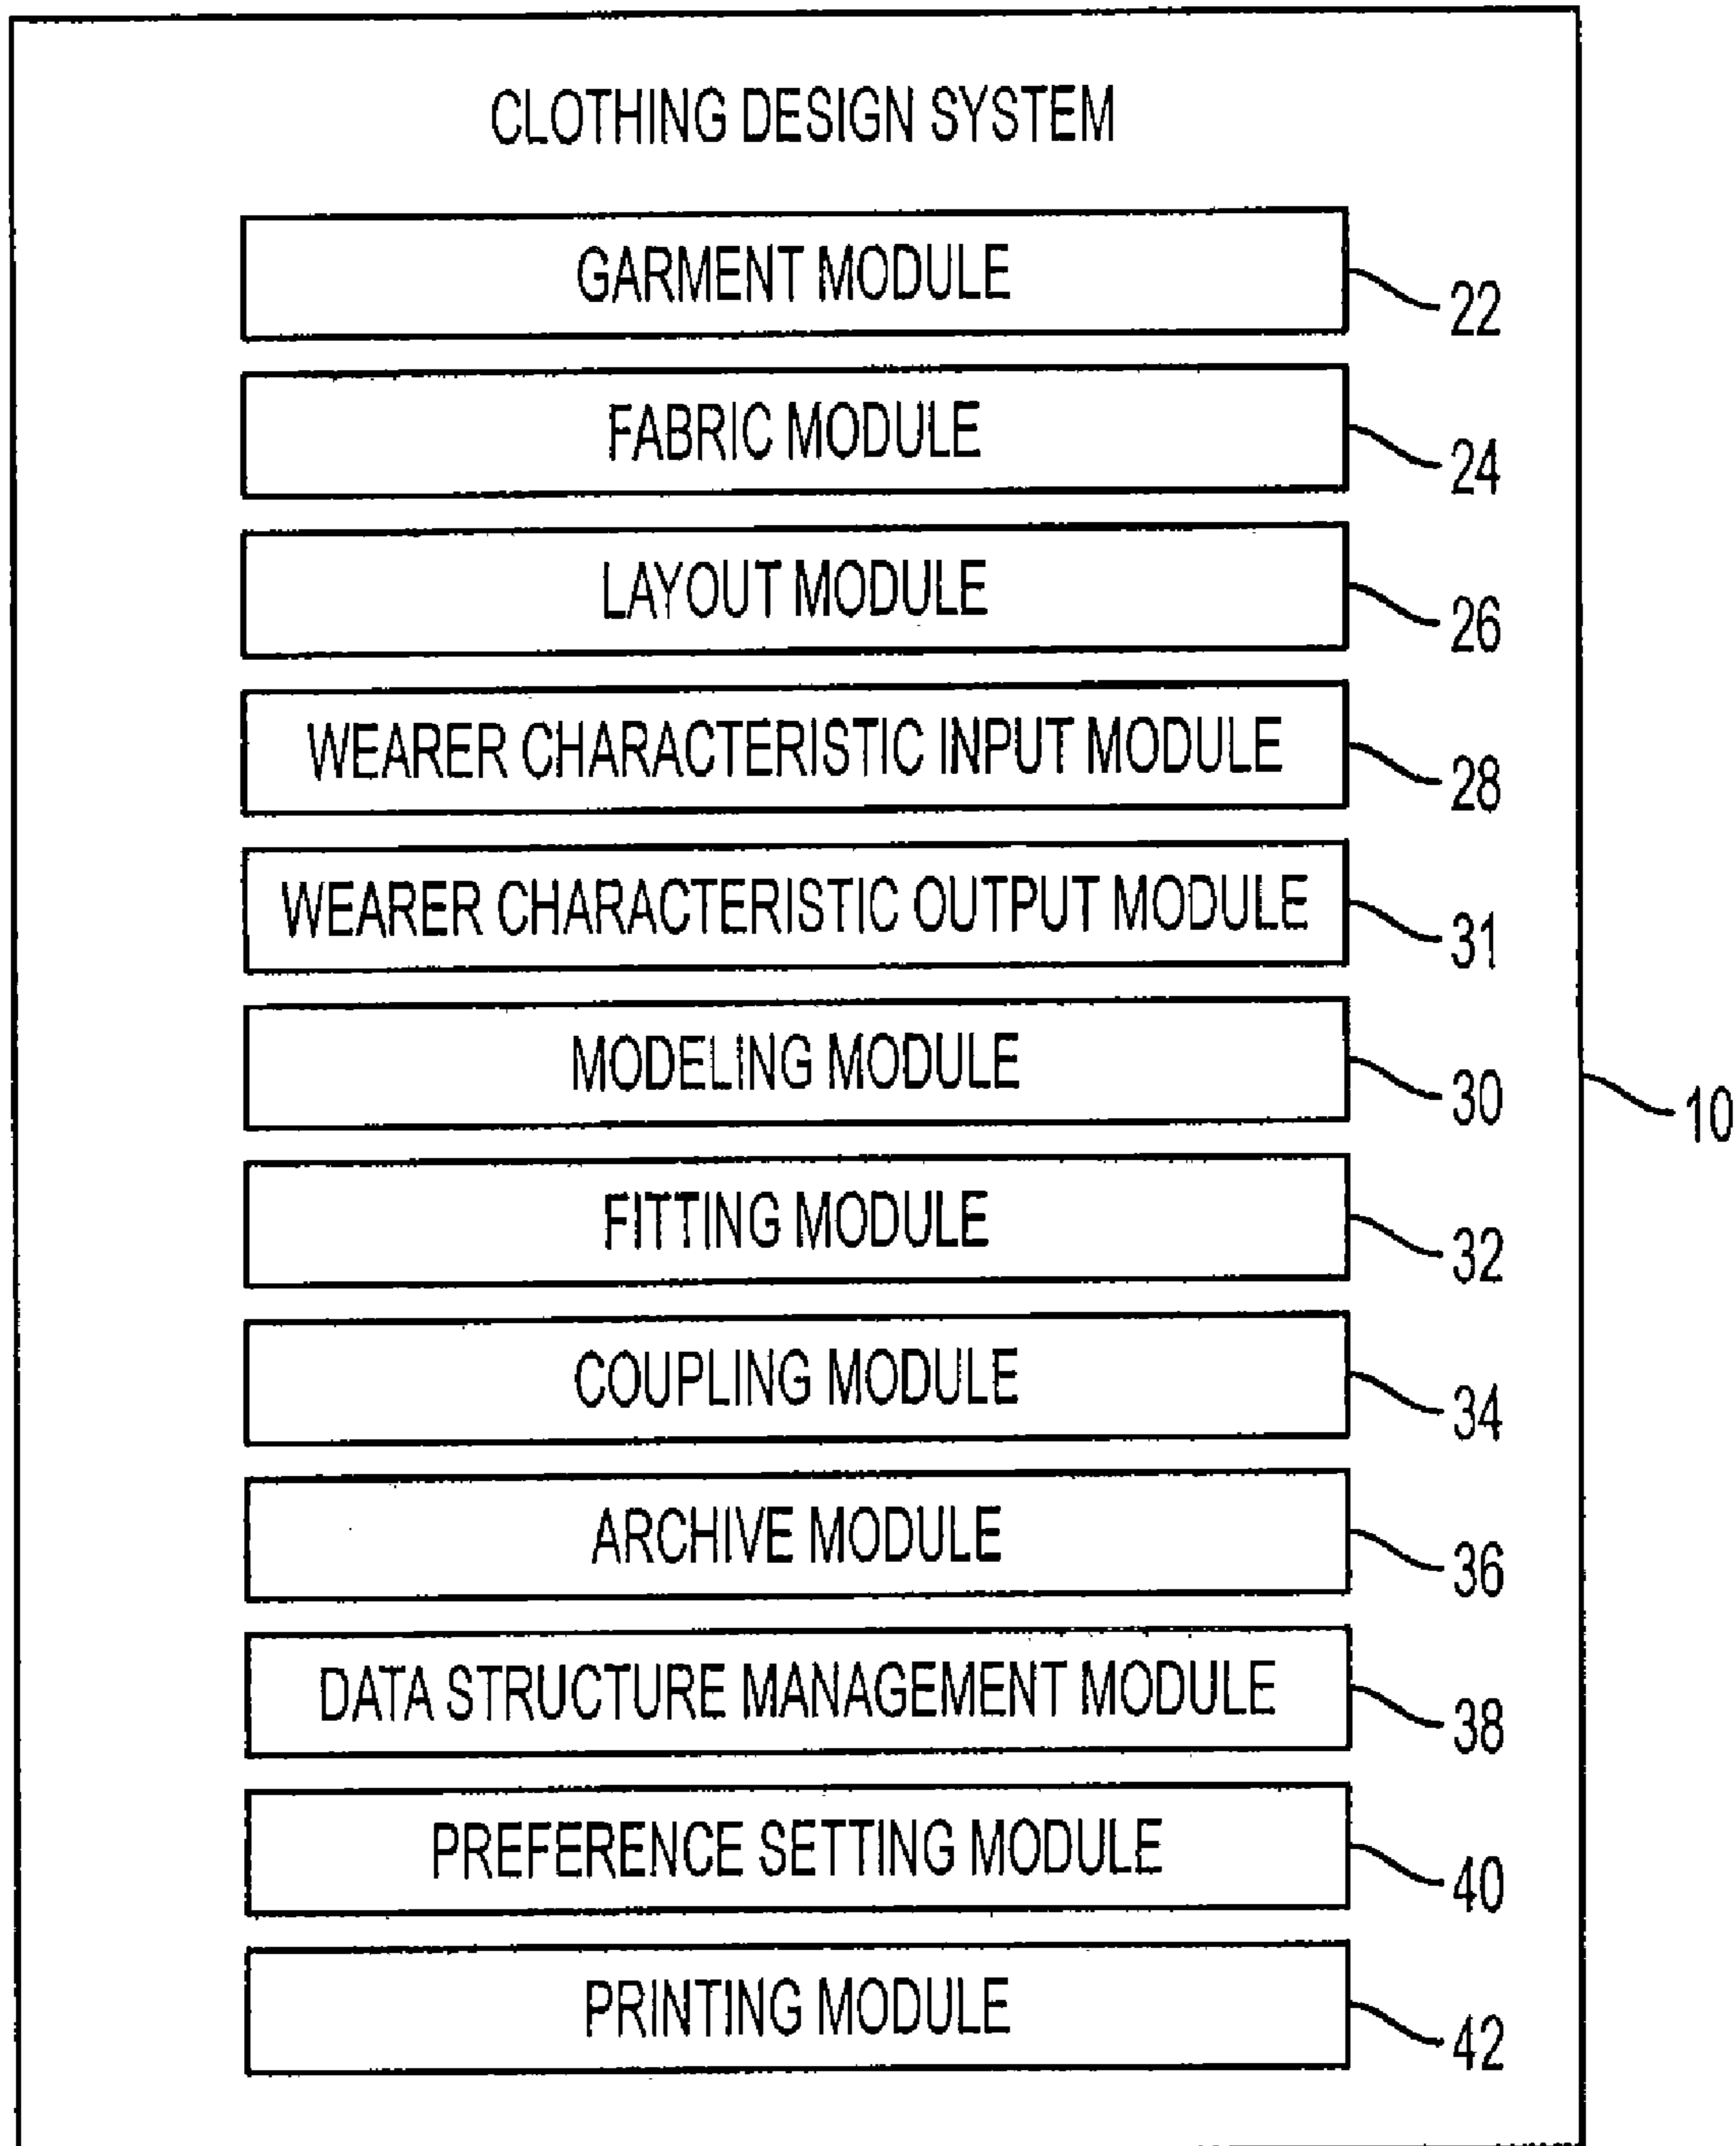 CLOTHING DESIGN SYSTEM
GARMENT MODULE
22
FABRIC MODULE
24
LAYOUT MODULE
26
WEARER CHARACTERISTIC INPUT MODULE
28
WEARER CHARACTERISTIC OUTPUT MODULE
31
MODELING MODULE
30
10
FITTING MODULE
32
COUPLING MODULE
34
ARCHIVE MODULE
36
DATA STRUCTURE MANAGEMENT MODULE
38
PREFERENCE SETTING MODULE
40
PRINTING MODULE
42